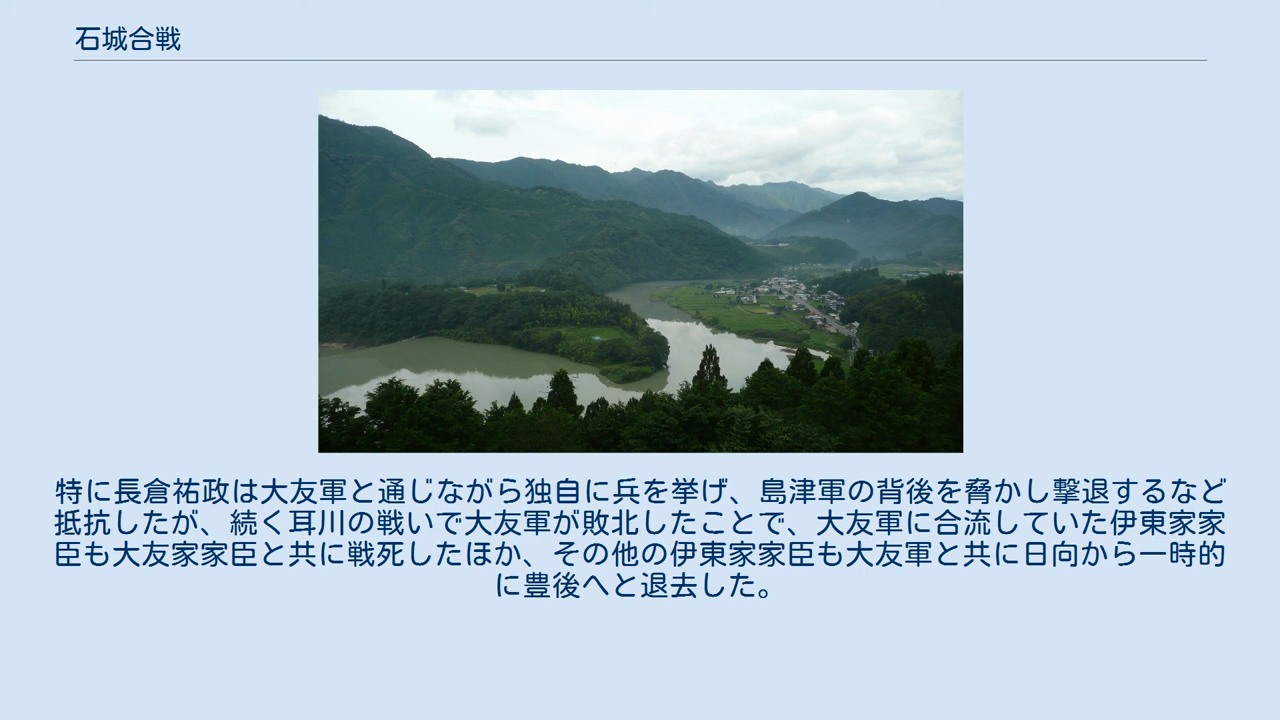 石城合戦
特に長倉祐政は大友軍と通じながら独自に兵を挙げ、島津軍の背後を脅かし撃退するなど
抵抗したが、続く耳川の戦いで大友軍が敗北したことで、大友軍に合流していた伊東家家
臣も大友家家臣と共に戦死したほか、その他の伊東家家臣も大友軍と共に日向から一時的
に豊後へと退去した。